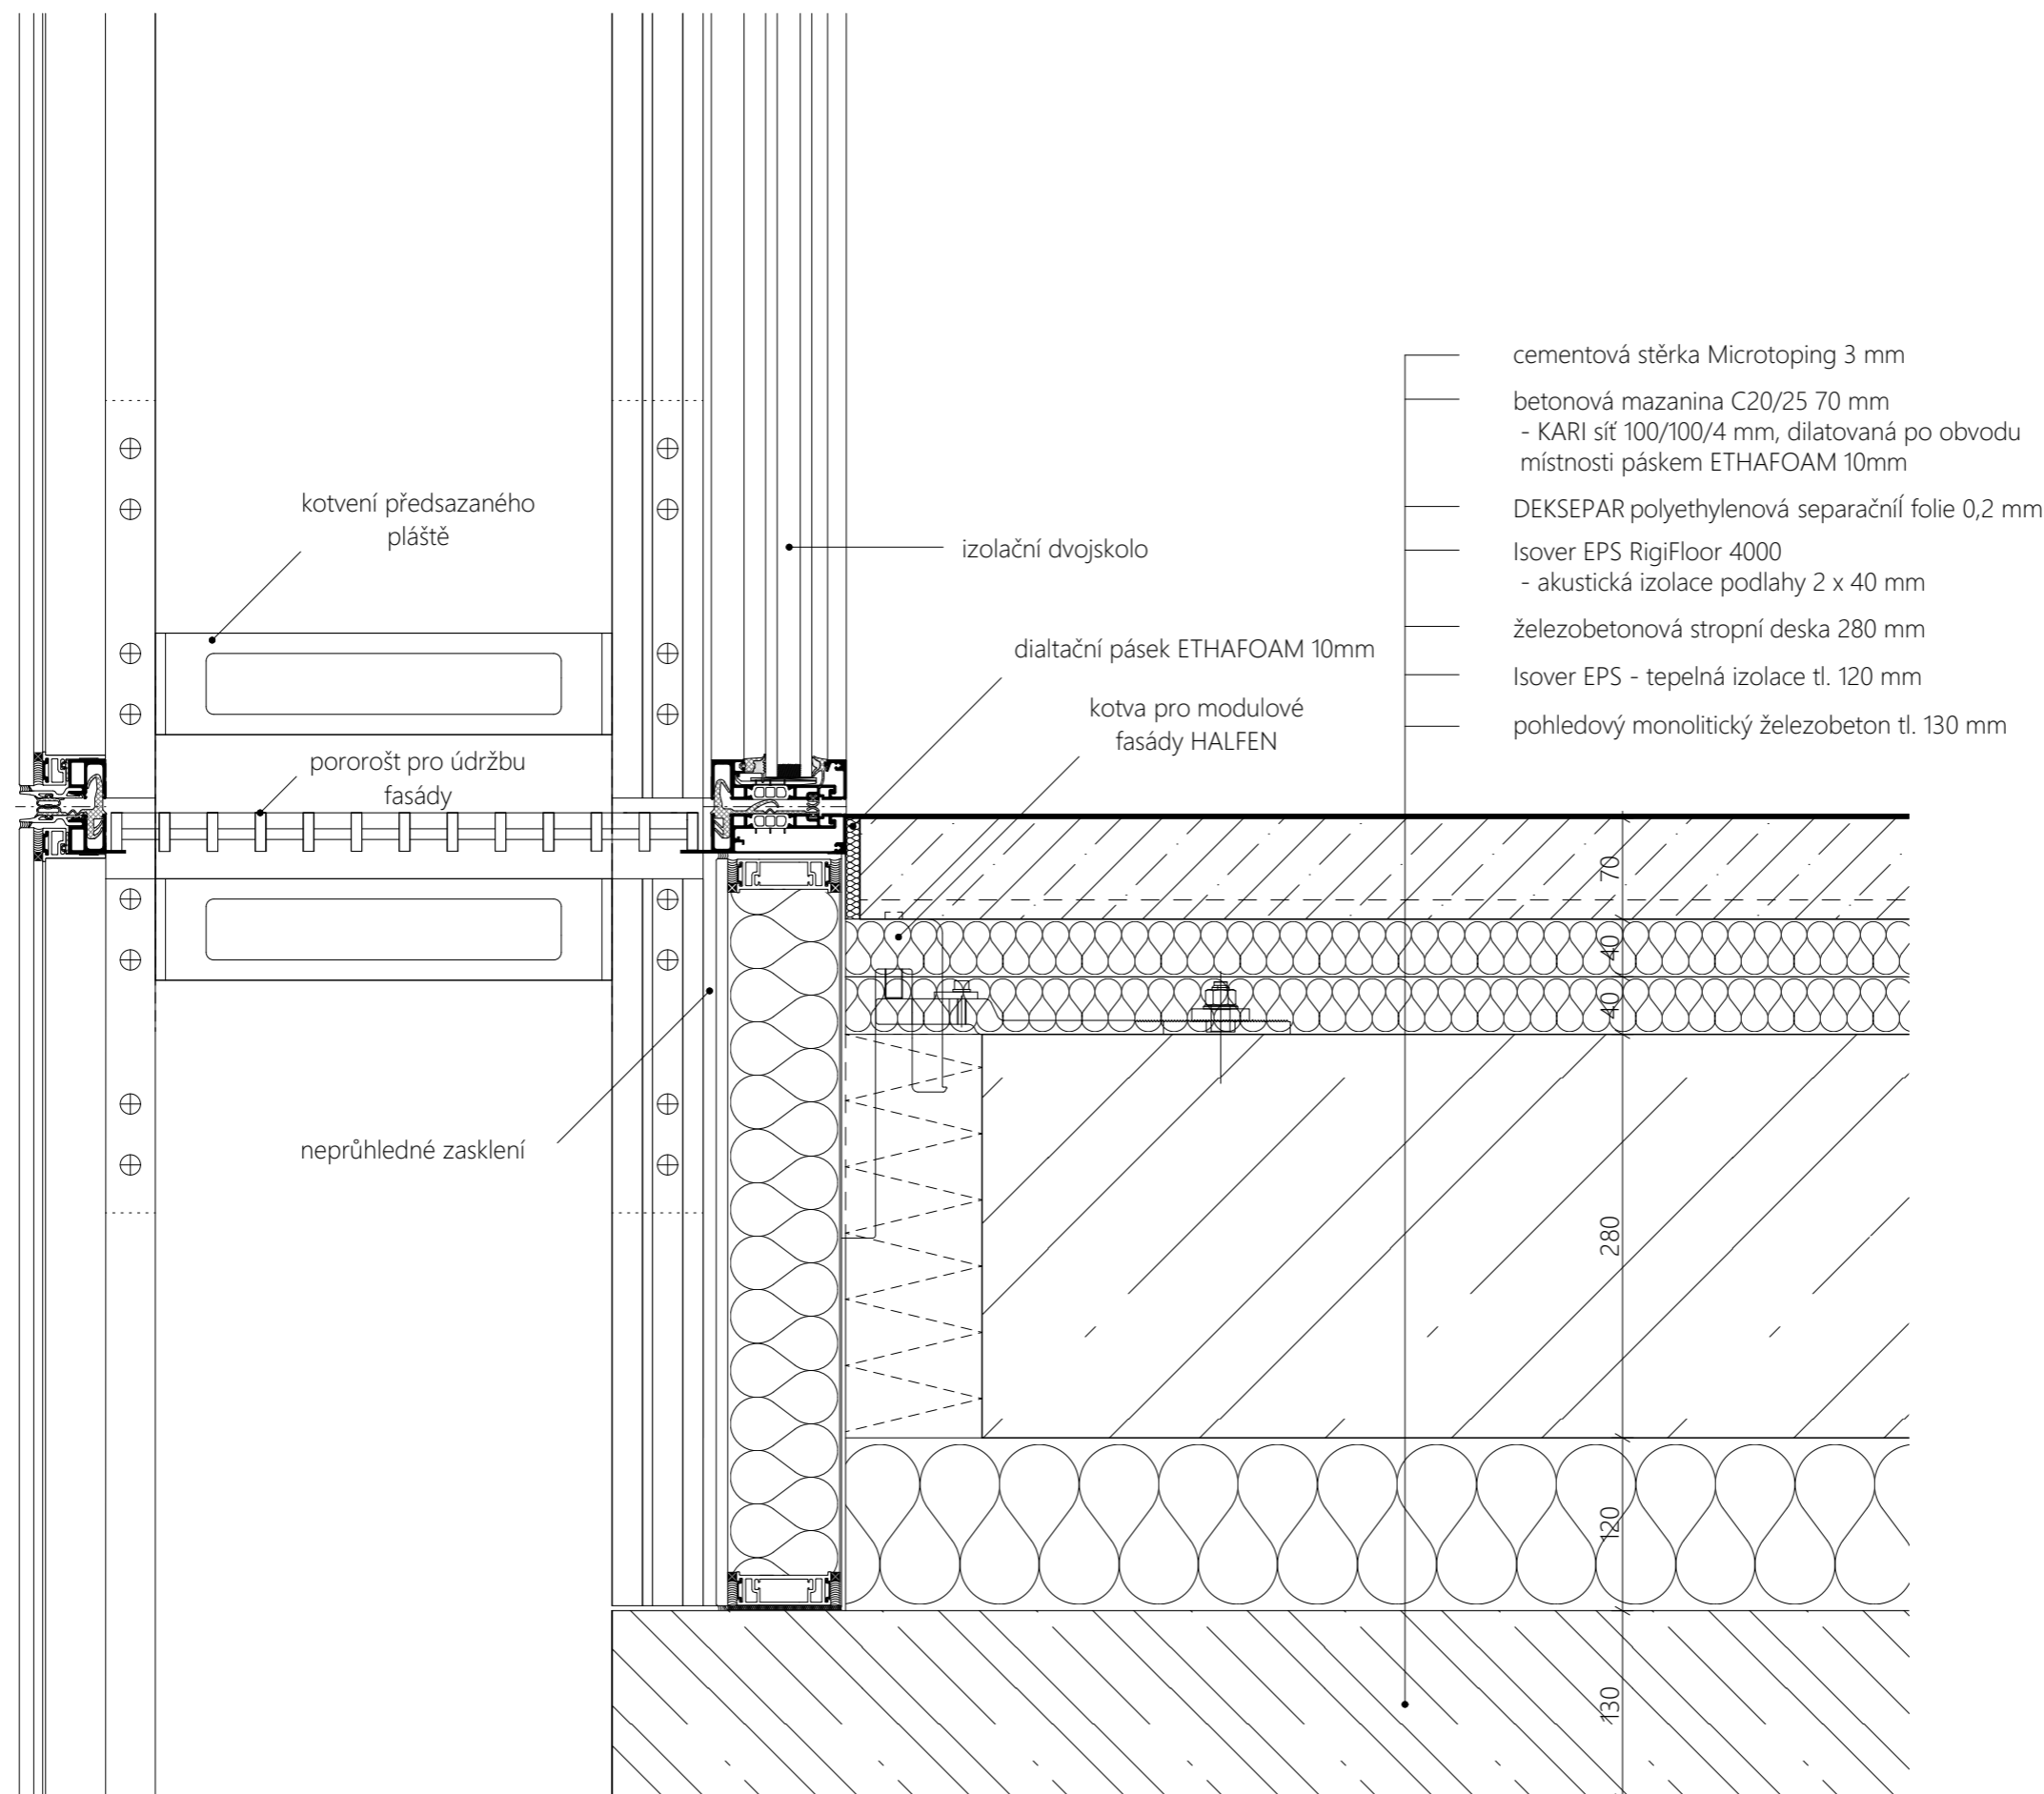 cementová stěrka Microtoping 3 mm
betonová mazanina C20/25 70 mm
- KARI síť 100/100/4 mm, dilatovaná po obvodu
místnosti páskem ETHAFOAM 10mm
DEKSEPAR polyethylenová separačníÍ folie 0,2 mm
Isover EPS RigiFloor 4000
- akustická izolace podlahy 2 x 40 mm
železobetonová stropní deska 280 mm
Isover EPS - tepelná izolace tl. 120 mm
pohledový monolitický železobeton tl. 130 mm
kotvení předsazaného
pláště
izolační dvojskolo
dialtační pásek ETHAFOAM 10mm
kotva pro modulové
fasády HALFEN
pororošt pro údržbu
fasády
neprůhledné zasklení
70
40
40
280
120
130